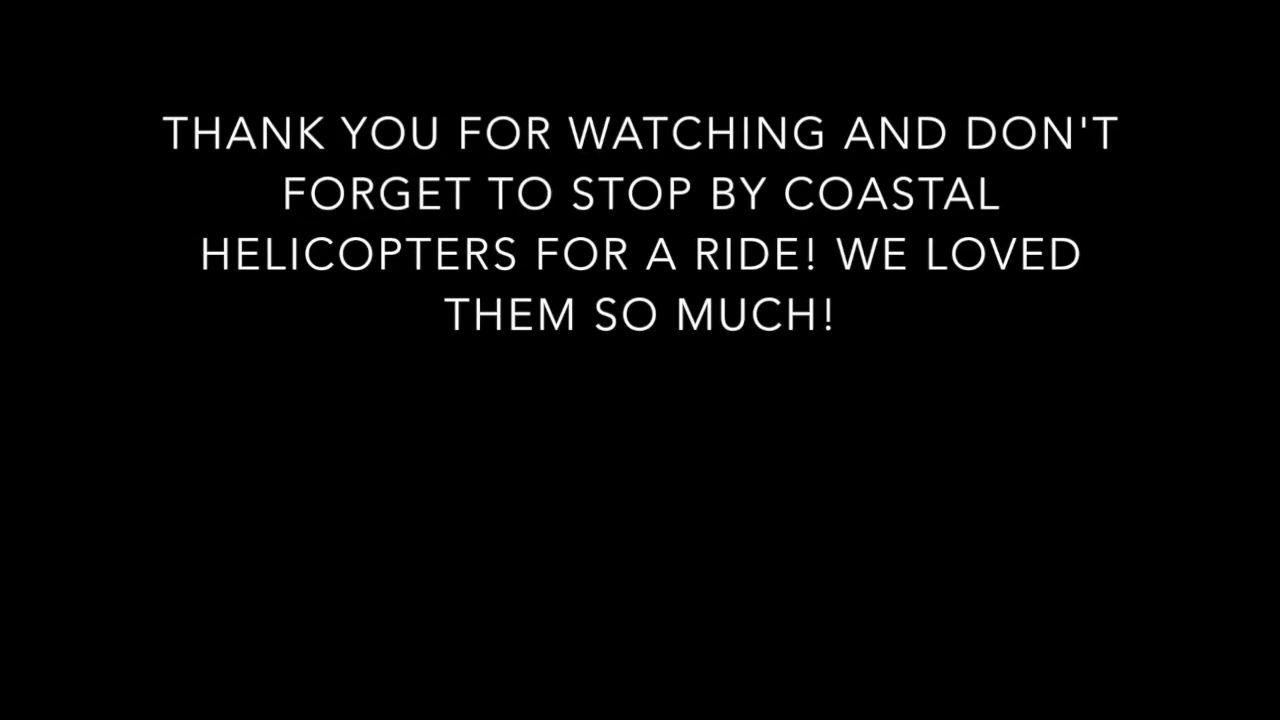 THANK YOU FOR WATCHING AND DON'T
FORGET TO STOP BY COASTAL
HELICOPTERS FOR A RIDE! WE LOVED
THEM SO MUCH!